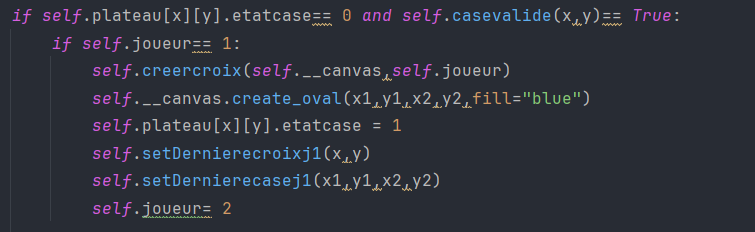 if self.plateau[x][y].etatcase== 0 and self.casevalide(x,y)== True:
if self.joueur== 1:
self.creercroix(self.__canvas,self.joueur)
self.__canvas.create_oval(x1,y1,x2,y2,fill="blue")
self.plateau[x][y].etatcase = 1
self.setDernierecroixj1(x,y)
self.setDernierecasej1(x1,y1,x2,y2)
self.joueur= 2